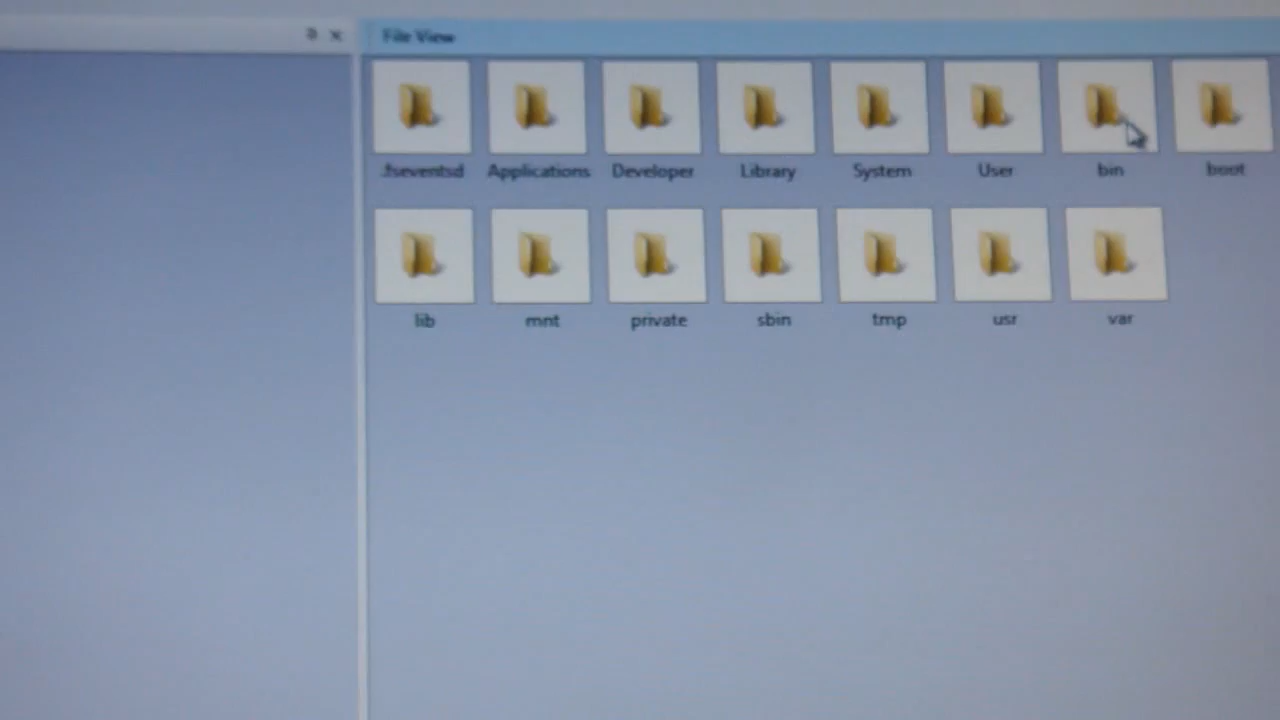 File View
.fseventsd Applications Developer Library System User bin boot
lib mnt private sbin tmp usr var